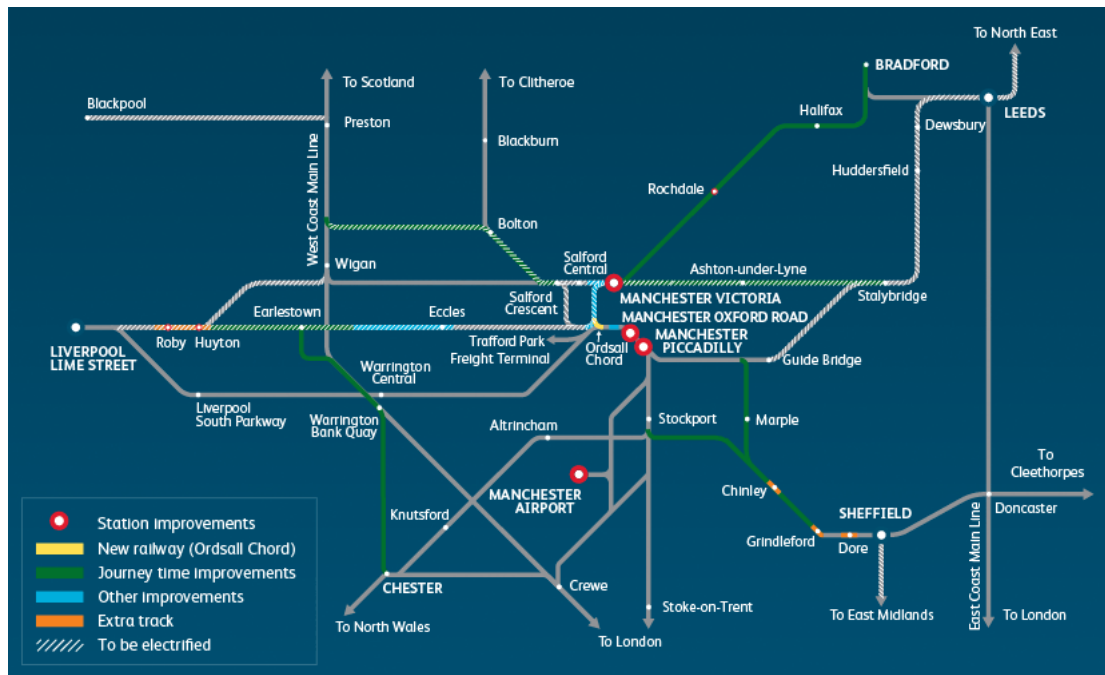 To North East
BRADFORD
To Scotland
To Clitheroe
Blackpool
Halifax
LEEDS
Preston
Dewsbury
Blackburn
West Coast Main Line
Huddersfield
Rochdale
Bolton
Wigan
Salford
Central
Ashton-under-Lyne
Salford
Crescent
MANCHESTER VICTORIA
Stalybridge
Earlestown
Eccles
MANCHESTER OXFORD ROAD
MANCHESTER
PICCADILLY
Roby
Huyton
Trafford Park
Freight Terminal
Ordsall
Chord
LIVERPOOL
LIME STREET
Guide Bridge
Warrington
Central
Liverpool
South Parkway
Warrington
Bank Quay
Altrincham
Stockport
Marple
To
Cleethorpes
MANCHESTER
AIRPORT
Chinley
Knutsford
SHEFFIELD
Doncaster
Grindleford
Dore
East Coast Main Line
CHESTER
Crewe
Stoke-on-Trent
To North Wales
To London
To East Midlands
To London
Station improvements
New railway (Ordsall Chord)
Journey time improvements
Other improvements
Extra track
To be electrified